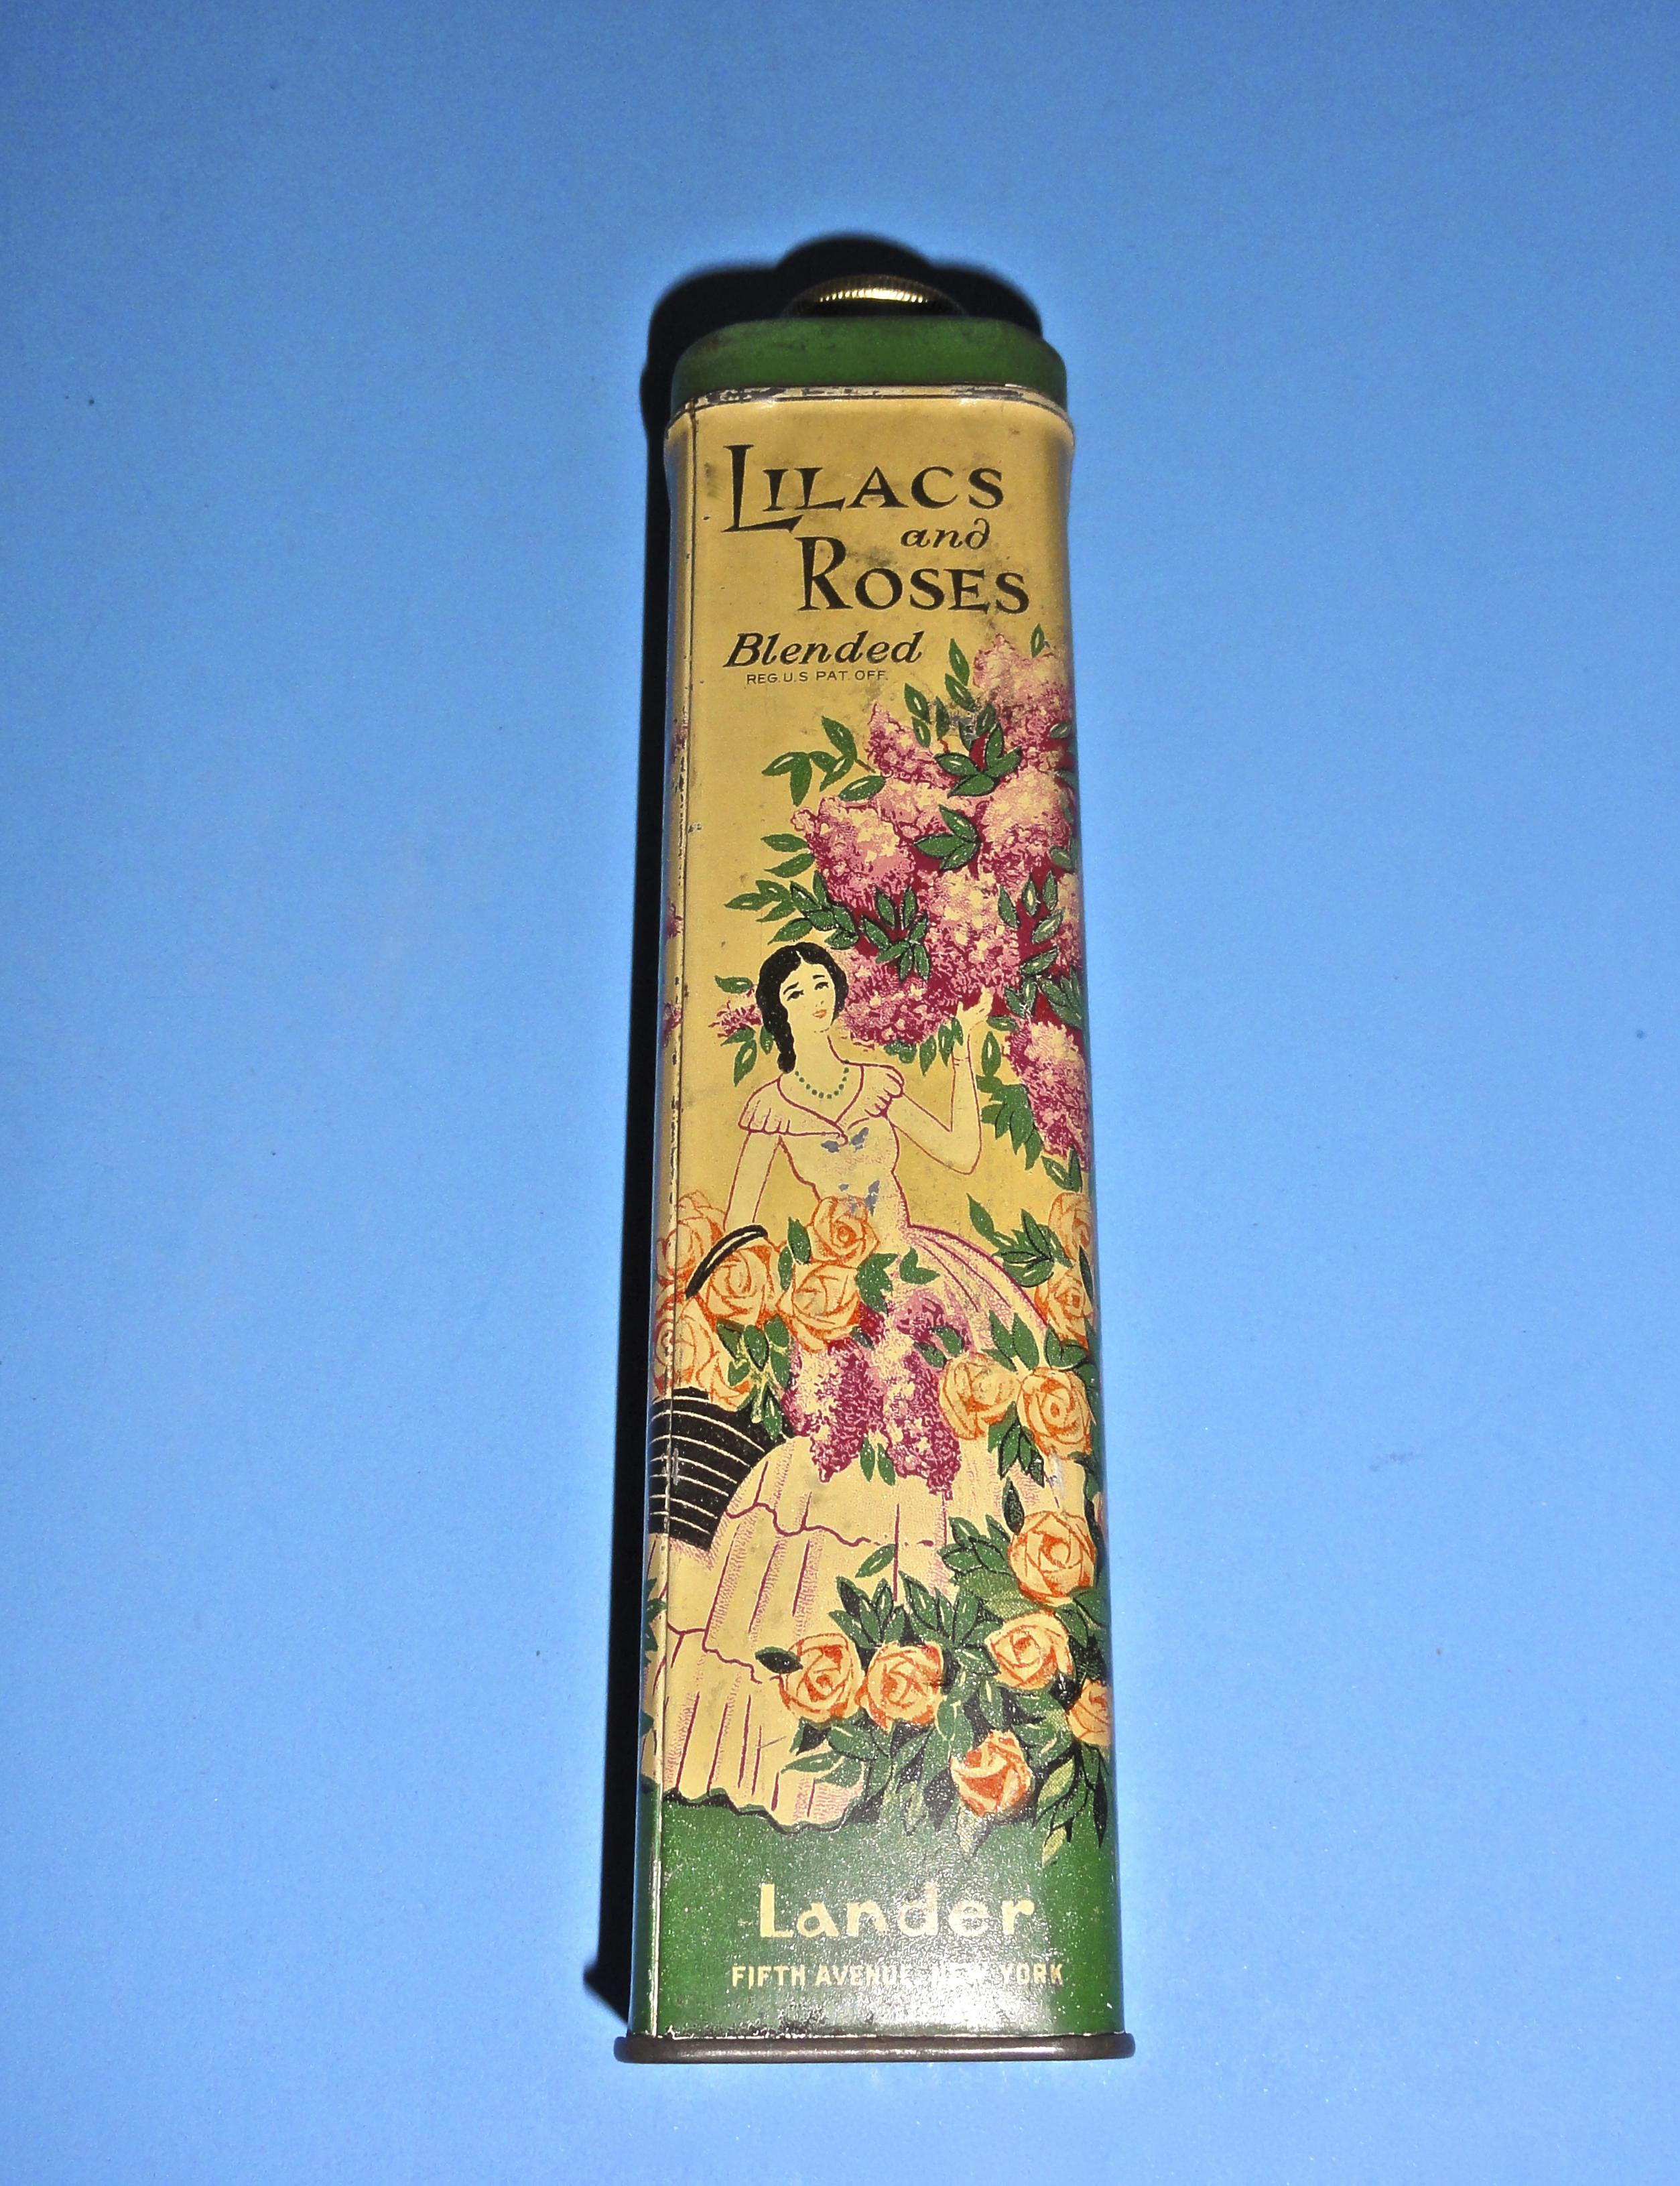 LILACS
and
ROSES
Blended
REG. U.S PAT. OFF.
Lander
FIFTH AVENUE, NEW YORK